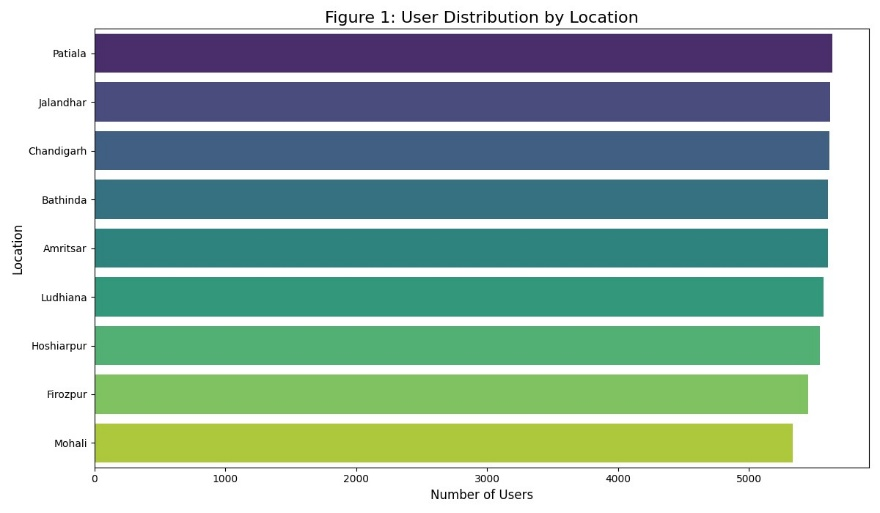 Figure 1: User Distribution by Location
Patiala
Jalandhar
Chandigarh
Bathinda
Amritsar
Ludhiana
Hoshiarpur
Firozpur
Mohali
Location
0 1000 2000 3000 4000 5000
Number of Users